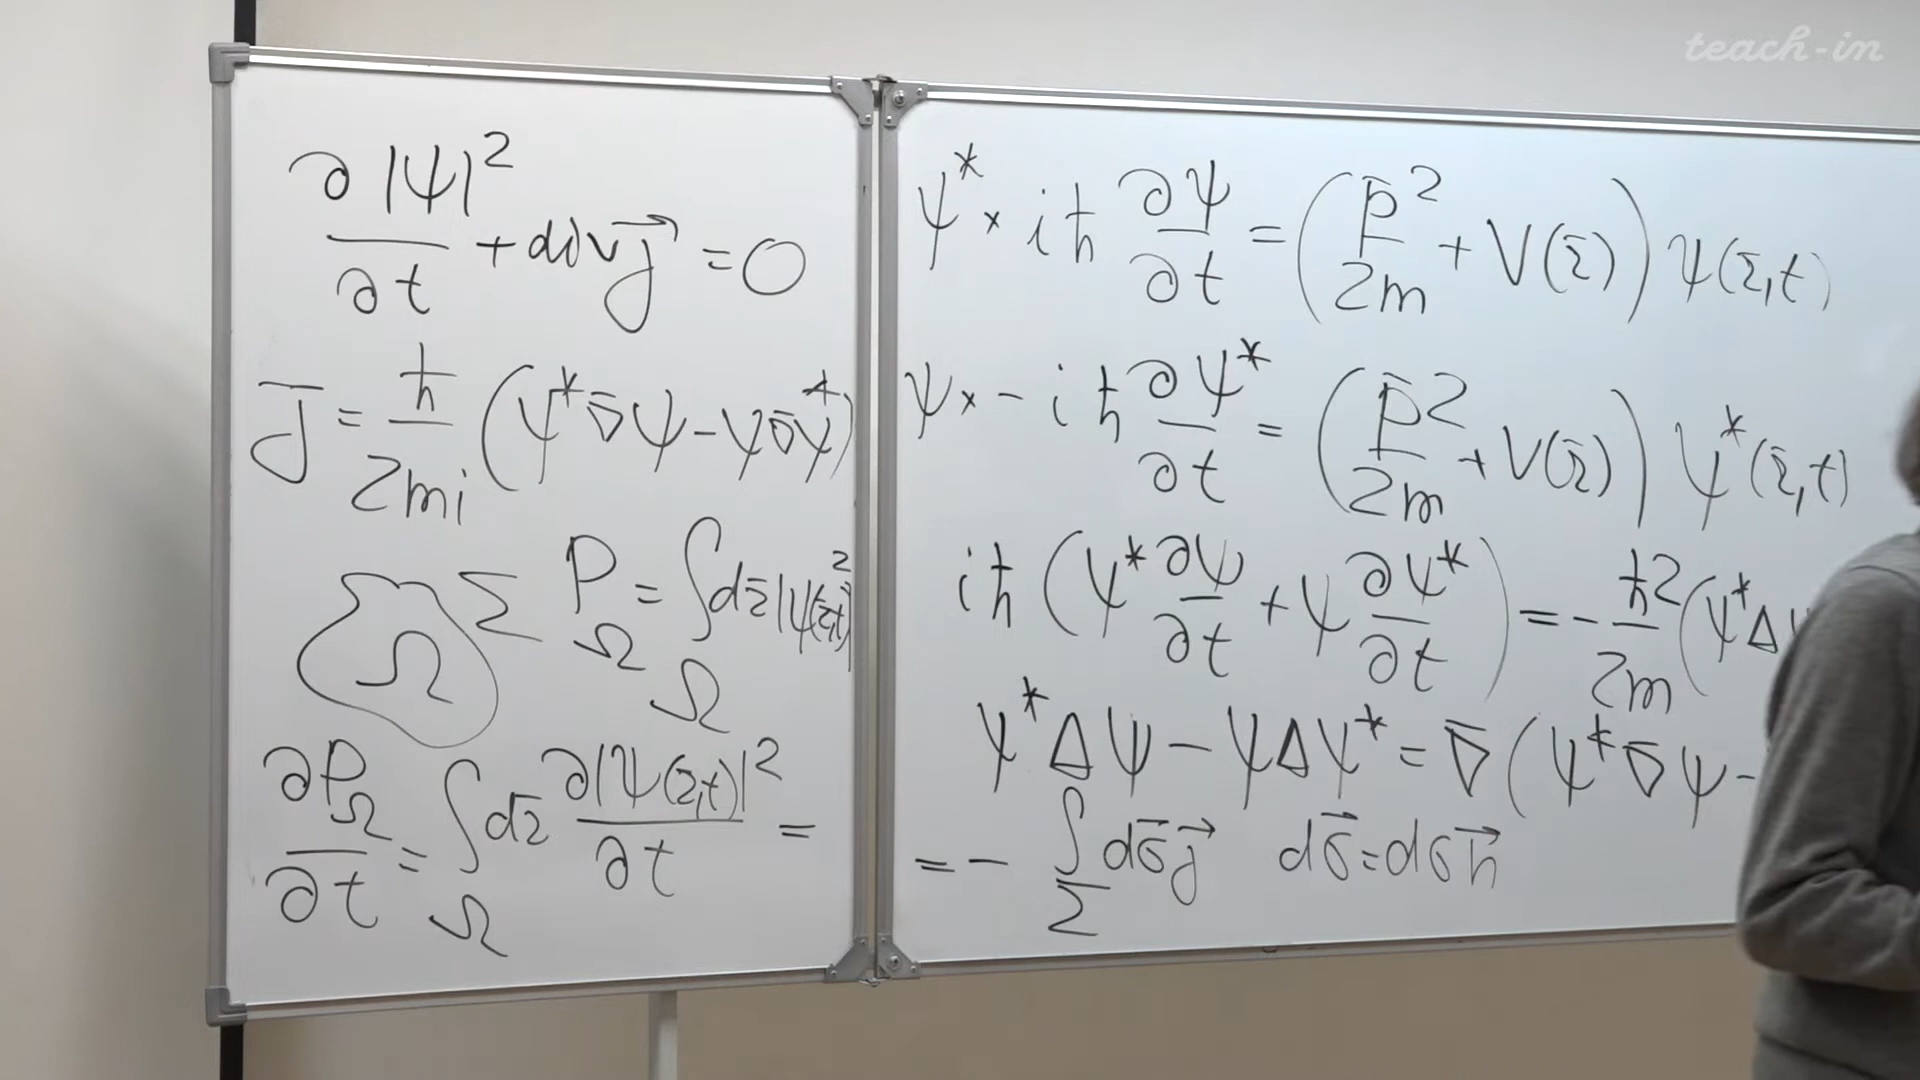 teach-in
∂|ψ|²/∂t + div j⃗ = 0
j̄ = ħ/2mi (ψ* ∇̄ψ - ψ∇̄ψ*)
Ω Σ P_Ω = ∫_Ω dr̄ |ψ(r̄,t)|²
∂P_Ω/∂t = ∫_Ω dr̄ ∂|ψ(r̄,t)|²/∂t =
ψ* × iħ ∂ψ/∂t = (p̄²/2m + V(r̄)) ψ(r̄,t)
ψ × - iħ ∂ψ*/∂t = (p̄²/2m + V(r̄)) ψ*(r̄,t)
iħ (ψ* ∂ψ/∂t + ψ ∂ψ*/∂t) = - ħ²/2m (ψ* Δ
ψ* Δψ - ψΔψ* = ∇̄ (ψ* ∇̄ψ -
= - ∫_Σ dσ̄ j⃗ dσ⃗ = dσ n⃗